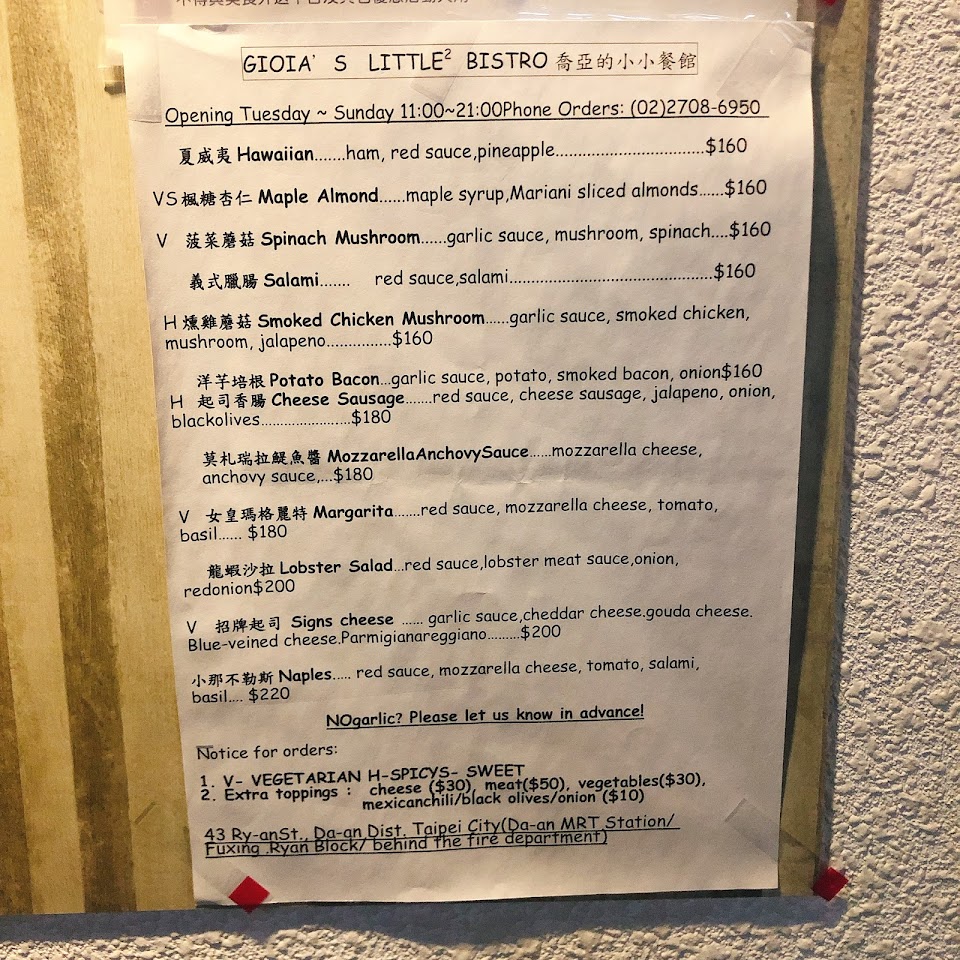 GIOIA'S LITTLE² BISTRO 喬亞的小小餐館
Opening Tuesday ~ Sunday 11:00~21:00Phone Orders: (02)2708-6950
夏威夷 Hawaiian.......ham, red sauce,pineapple.................................$160
VS 楓糖杏仁 Maple Almond......maple syrup,Mariani sliced almonds......$160
V 菠菜蘑菇 Spinach Mushroom......garlic sauce, mushroom, spinach....$160
義式臘腸 Salami....... red sauce,salami.............................................$160
H 燻雞蘑菇 Smoked Chicken Mushroom......garlic sauce, smoked chicken,
mushroom, jalapeno...............$160
洋芋培根 Potato Bacon...garlic sauce, potato, smoked bacon, onion$160
H 起司香腸 Cheese Sausage.......red sauce, cheese sausage, jalapeno, onion,
blackolives.....................$180
莫札瑞拉鯷魚醬 MozzarellaAnchovySauce......mozzarella cheese,
anchovy sauce,...$180
V 女皇瑪格麗特 Margarita.......red sauce, mozzarella cheese, tomato,
basil...... $180
龍蝦沙拉 Lobster Salad...red sauce,lobster meat sauce,onion,
redonion$200
V 招牌起司 Signs cheese ...... garlic sauce,cheddar cheese.gouda cheese.
Blue-veined cheese.Parmigianareggiano.........$200
小那不勒斯 Naples..... red sauce, mozzarella cheese, tomato, salami,
basil.... $220
NOgarlic? Please let us know in advance!
Notice for orders:
1. V- VEGETARIAN H-SPICYS- SWEET
2. Extra toppings : cheese ($30), meat($50), vegetables($30),
mexicanchili/black olives/onion ($10)
43 Ry-anSt., Da-an Dist. Taipei City(Da-an MRT Station/
Fuxing .Ryan Block/ behind the fire department)